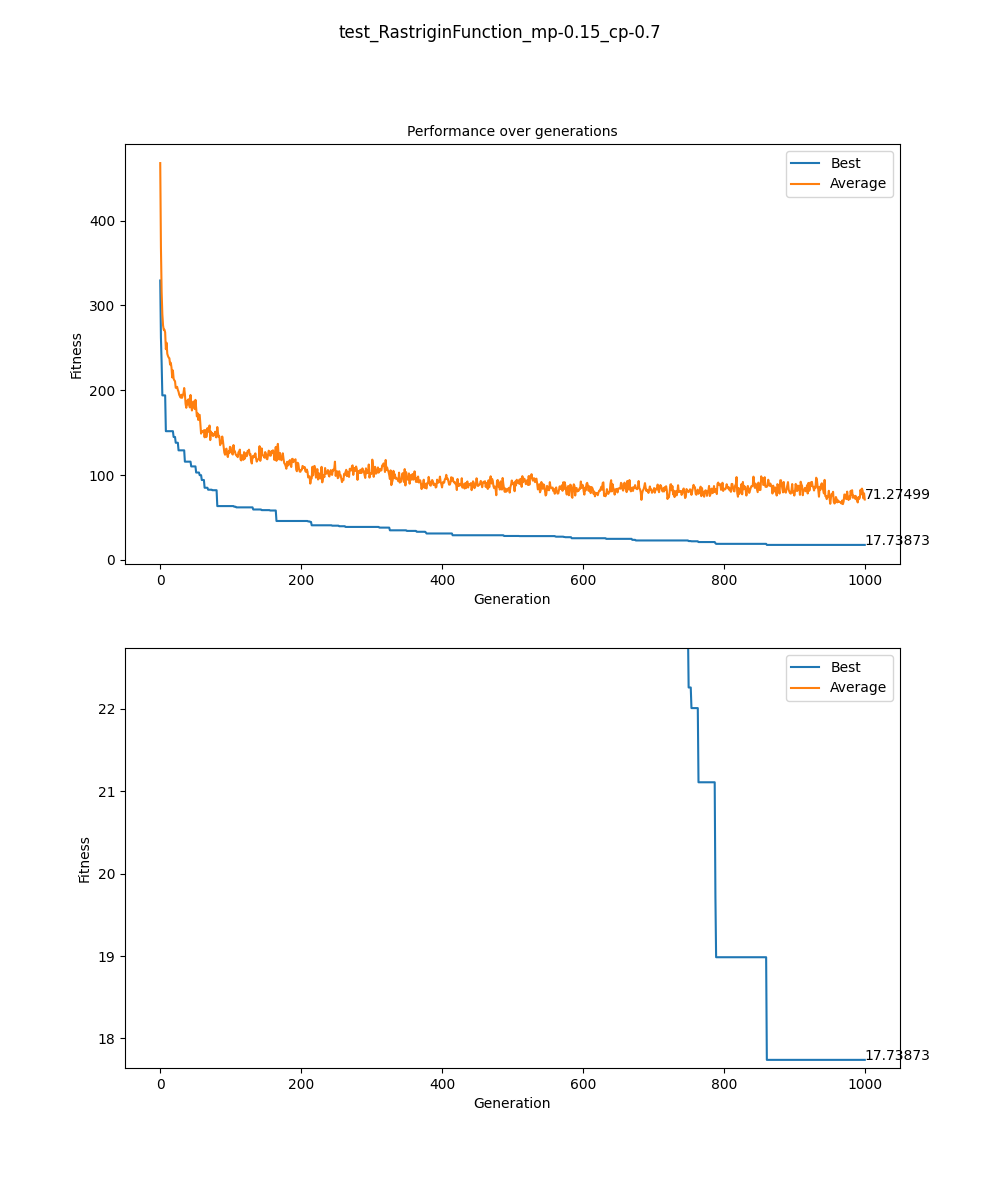 test_RastriginFunction_mp-0.15_cp-0.7
Performance over generations
Best
Average
400
300
200
100
0
Fitness
71.27499
17.73873
0 200 400 600 800 1000
Generation
Best
Average
22
21
20
19
18
Fitness
17.73873
0 200 400 600 800 1000
Generation